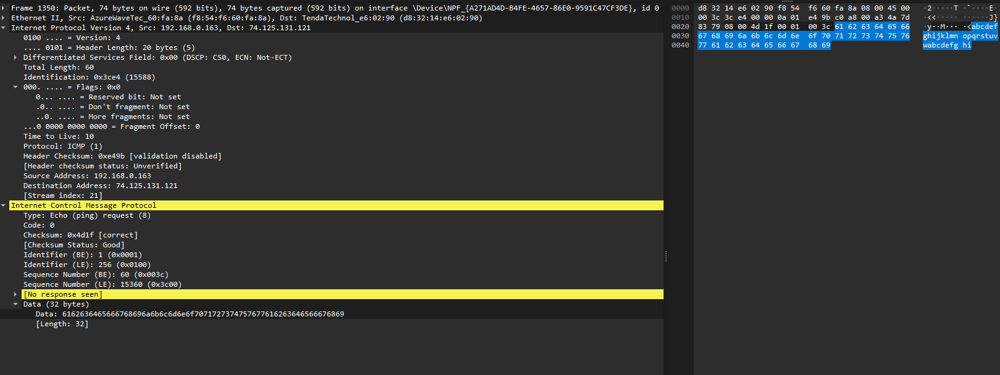 Frame 1350: Packet, 74 bytes on wire (592 bits), 74 bytes captured (592 bits) on interface \Device\NPF_{A271AD4D-B4FE-4657-86E0-9591C47CF3DE}, id 0
Ethernet II, Src: AzureWaveTec_60:fa:8a (f8:54:f6:60:fa:8a), Dst: TendaTechnol_e6:02:90 (d8:32:14:e6:02:90)
Internet Protocol Version 4, Src: 192.168.0.163, Dst: 74.125.131.121
0100 .... = Version: 4
.... 0101 = Header Length: 20 bytes (5)
Differentiated Services Field: 0x00 (DSCP: CS0, ECN: Not-ECT)
Total Length: 60
Identification: 0x3ce4 (15588)
000. .... = Flags: 0x0
0... .... = Reserved bit: Not set
.0.. .... = Don't fragment: Not set
..0. .... = More fragments: Not set
...0 0000 0000 0000 = Fragment Offset: 0
Time to Live: 10
Protocol: ICMP (1)
Header Checksum: 0xe49b [validation disabled]
[Header checksum status: Unverified]
Source Address: 192.168.0.163
Destination Address: 74.125.131.121
[Stream index: 21]
Internet Control Message Protocol
Type: Echo (ping) request (8)
Code: 0
Checksum: 0x4d1f [correct]
[Checksum Status: Good]
Identifier (BE): 1 (0x0001)
Identifier (LE): 256 (0x0100)
Sequence Number (BE): 60 (0x003c)
Sequence Number (LE): 15360 (0x3c00)
[No response seen]
Data (32 bytes)
Data: 6162636465666768696a6b6c6d6e6f7071727374757677616263646566676869
[Length: 32]
0000 d8 32 14 e6 02 90 f8 54 f6 60 fa 8a 08 00 45 00 ·2·····T ·`····E·
0010 00 3c 3c e4 00 00 0a 01 e4 9b c0 a8 00 a3 4a 7d ·<<····· ······J}
0020 83 79 08 00 4d 1f 00 01 00 3c 61 62 63 64 65 66 ·y··M··· ·<abcdef
0030 67 68 69 6a 6b 6c 6d 6e 6f 70 71 72 73 74 75 76 ghijklmn opqrstuv
0040 77 61 62 63 64 65 66 67 68 69 wabcdefg hi